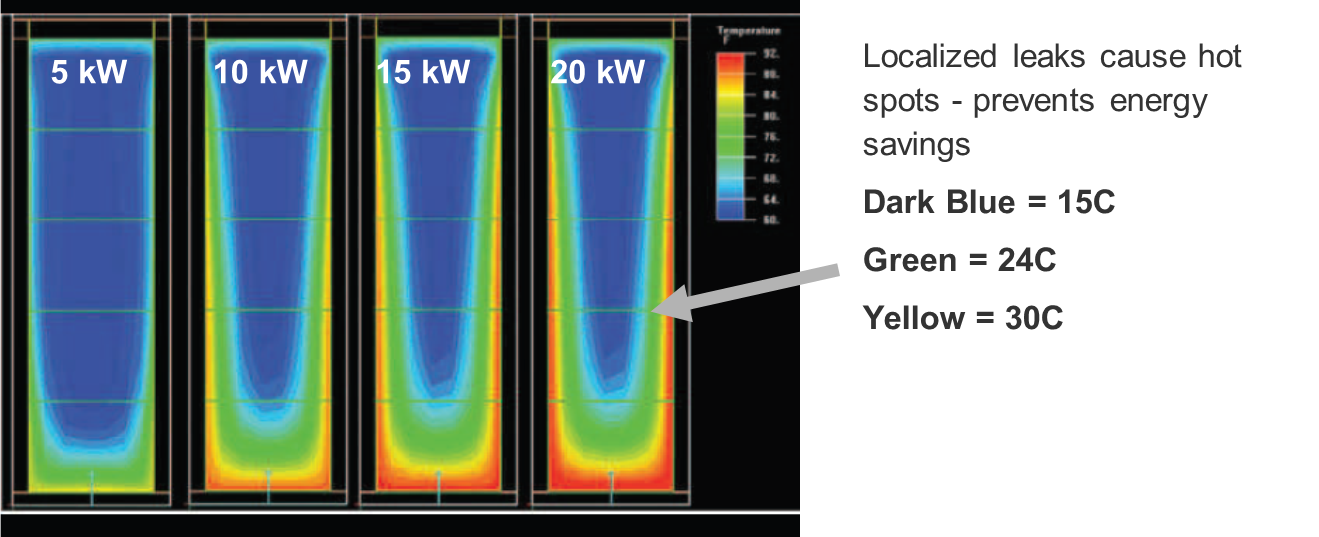 5 kW 10 kW 15 kW 20 kW
Temperature
F
92.
88.
84.
80.
76.
72.
68.
64.
60.
Localized leaks cause hot
spots - prevents energy
savings
Dark Blue = 15C
Green = 24C
Yellow = 30C